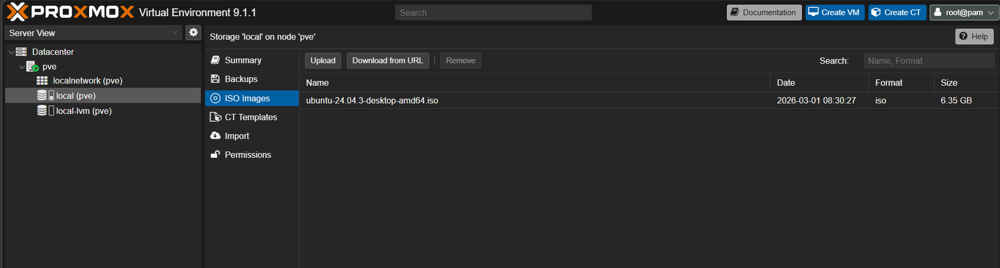 PROXMOX Virtual Environment 9.1.1
Search
Documentation
Create VM
Create CT
root@pam
Server View
Datacenter
pve
localnetwork (pve)
local (pve)
local-lvm (pve)
Storage 'local' on node 'pve'
Help
Summary
Backups
ISO Images
CT Templates
Import
Permissions
Upload
Download from URL
Remove
Search:
Name, Format
Name Date Format Size
ubuntu-24.04.3-desktop-amd64.iso 2026-03-01 08:30:27 iso 6.35 GB